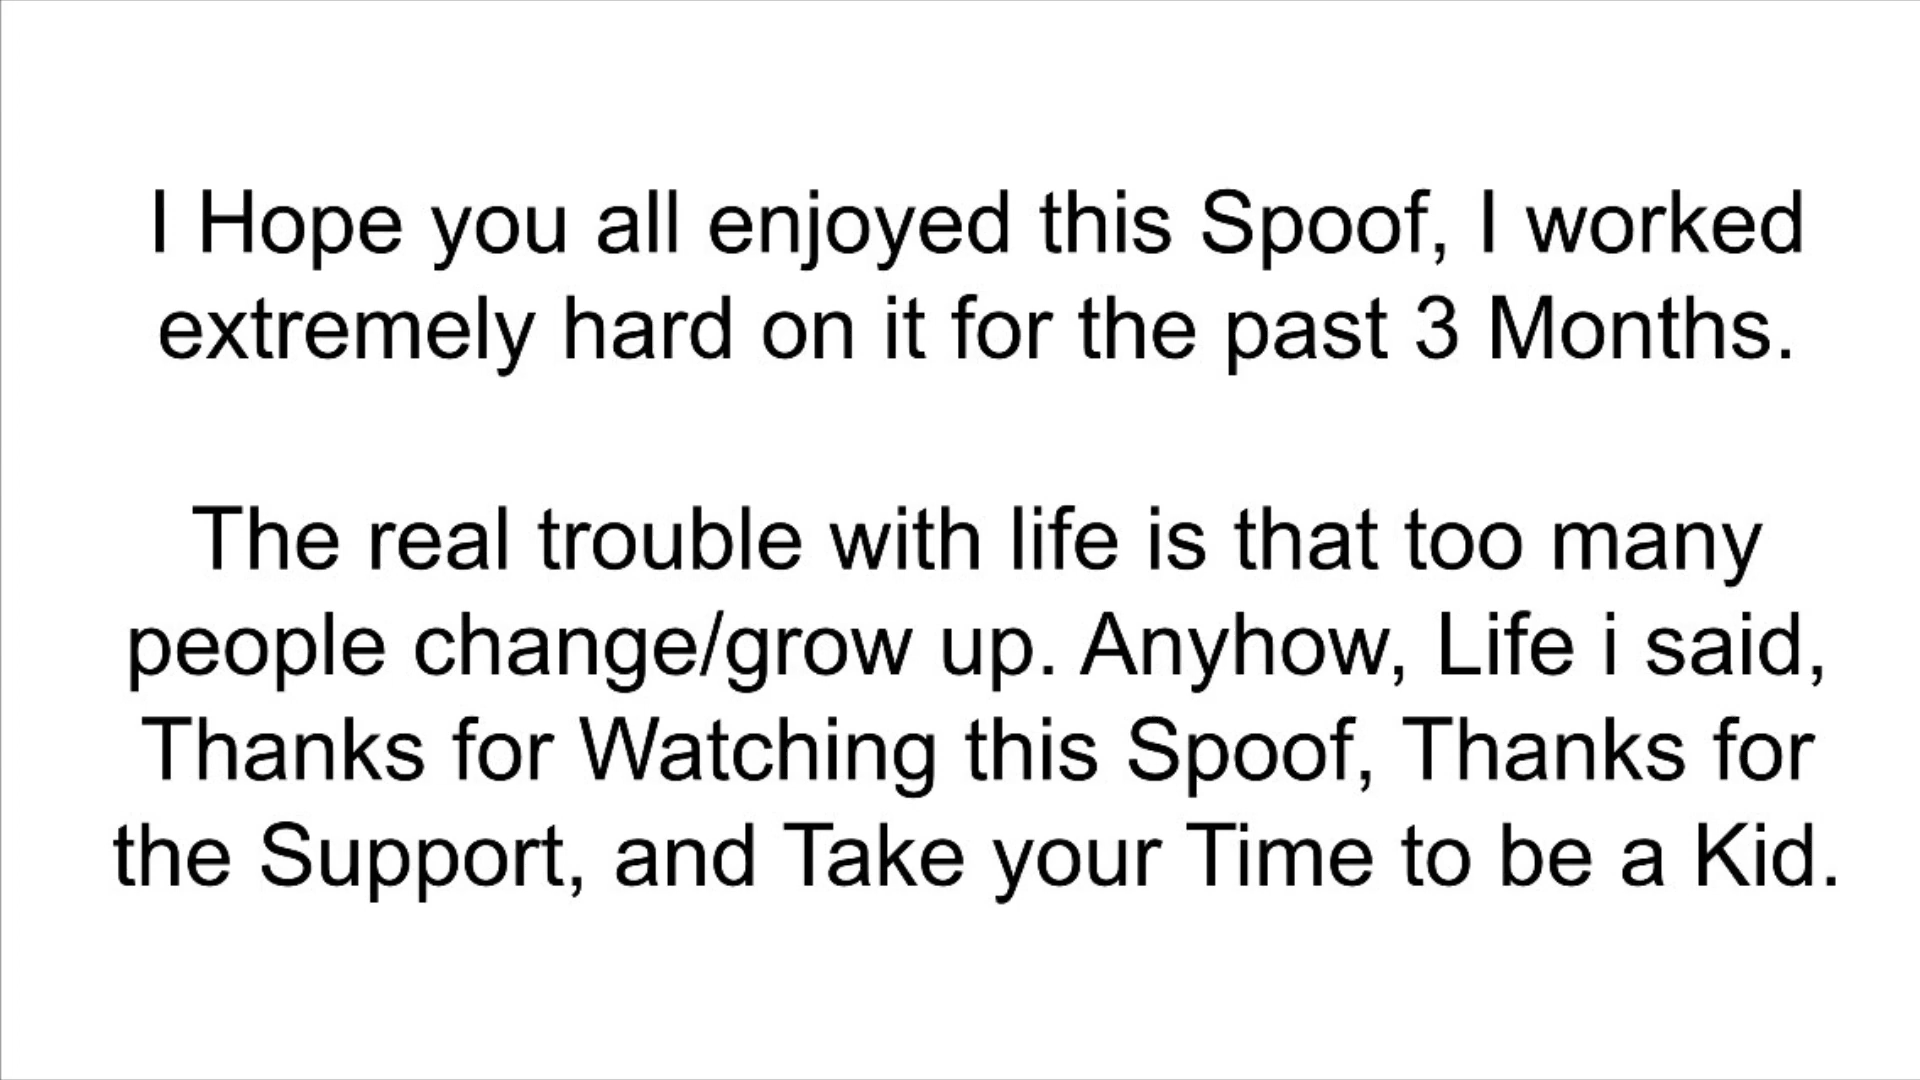 I Hope you all enjoyed this Spoof, I worked
extremely hard on it for the past 3 Months.
The real trouble with life is that too many
people change/grow up. Anyhow, Life i said,
Thanks for Watching this Spoof, Thanks for
the Support, and Take your Time to be a Kid.